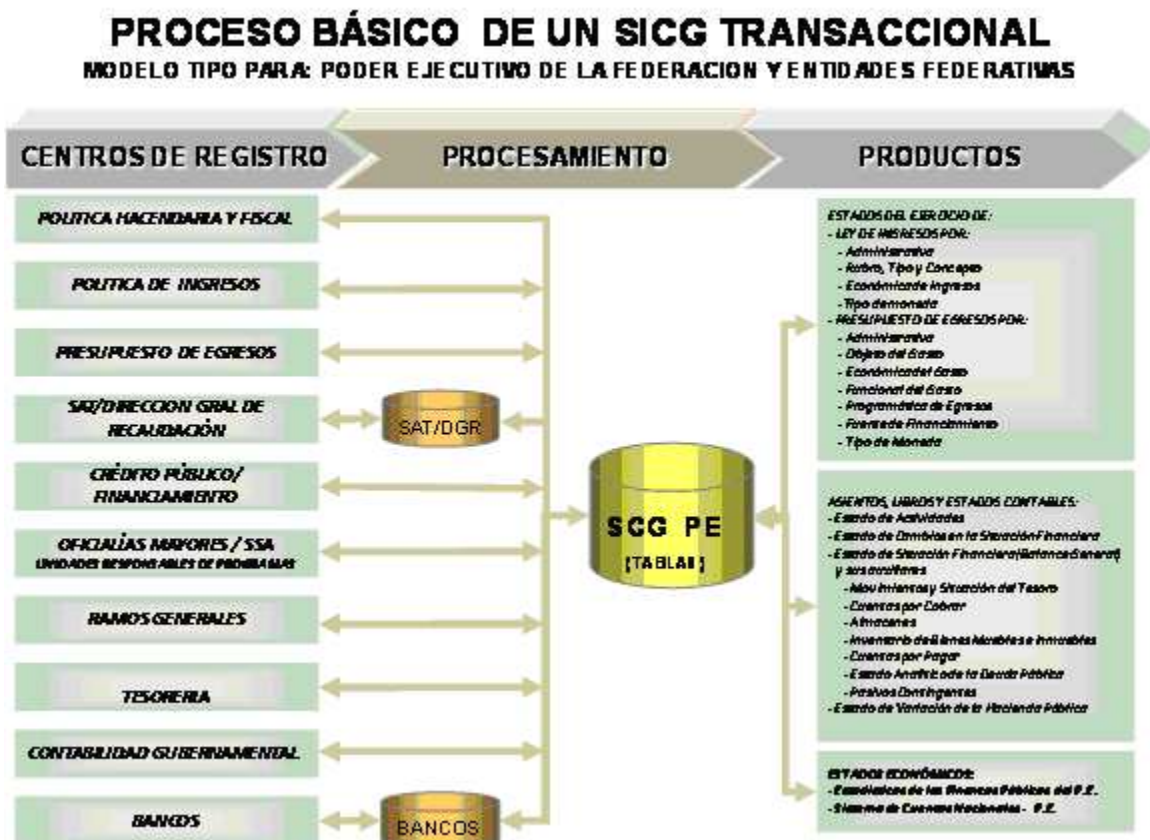 PROCESO BÁSICO DE UN SICG TRANSACCIONAL
MODELO TIPO PARA: PODER EJECUTIVO DE LA FEDERACION Y ENTIDADES FEDERATIVAS
CENTROS DE REGISTRO
PROCESAMIENTO
PRODUCTOS
POLITICA HACENDARIA Y FISCAL
POLITICA DE INGRESOS
PRESUPUESTO DE EGRESOS
SAT/DIRECCION GRAL DE
RECAUDACIÓN
CRÉDITO PÚBLICO/
FINANCIAMIENTO
OFICIALÍAS MAYORES / SSA
UNIDADES RESPONSABLES DE PROGRAMAS
RAMOS GENERALES
TESORERIA
CONTABILIDAD GUBERNAMENTAL
BANCOS
SAT/DGR
BANCOS
SCG PE
ESTADOS DEL EJERCICIO DE:
- LEY DE INGRESOS POR:
- Administrativa
- Rubro, Tipo y Concepto
- Económica de Ingresos
- Tipo de moneda
- PRESUPUESTO DE EGRESOS POR:
- Administrativa
- Objeto del Gasto
- Económica del Gasto
- Funcional del Gasto
- Programática de Egresos
- Fuente de Financiamiento
- Tipo de Moneda
ASIENTOS, LIBROS Y ESTADOS CONTABLES:
- Estado de Actividades
- Estado de Cambios en la Situación Financiera
- Estado de Situación Financiera (Balance General)
y sus auxiliares
- Movimientos y Situación del Tesoro
- Cuentas por Cobrar
- Almacenes
- Inventario de Bienes Muebles e Inmuebles
- Cuentas por Pagar
- Estado Analítico de la Deuda Pública
- Pasivos Contingentes
- Estado de Variación de la Hacienda Pública
ESTADOS ECONÓMICOS:
- Estadísticas de las Finanzas Públicas del P.E.
- Sistema de Cuentas Nacionales - P.E.